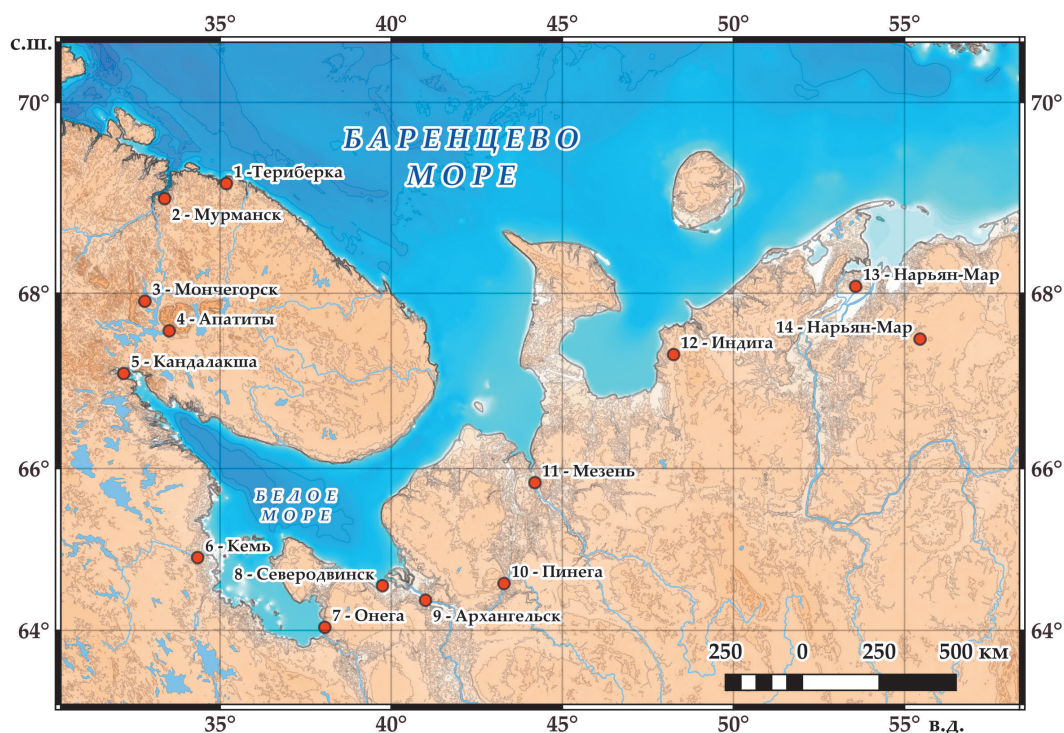 35° 40° 45° 50° 55°
с.ш.
70° 70°
БАРЕНЦЕВО
МОРЕ
1 -Териберка
2 - Мурманск
13 - Нарьян-Мар
68° 68°
3 - Мончегорск
4 - Апатиты
14 - Нарьян-Мар
12 - Индига
5 - Кандалакша
66° 66°
11 - Мезень
БЕЛОЕ
МОРЕ
6 - Кемь
8 - Северодвинск
10 - Пинега
7 - Онега
9 - Архангельск
64° 64°
250 0 250 500 км
35° 40° 45° 50° 55° в.д.